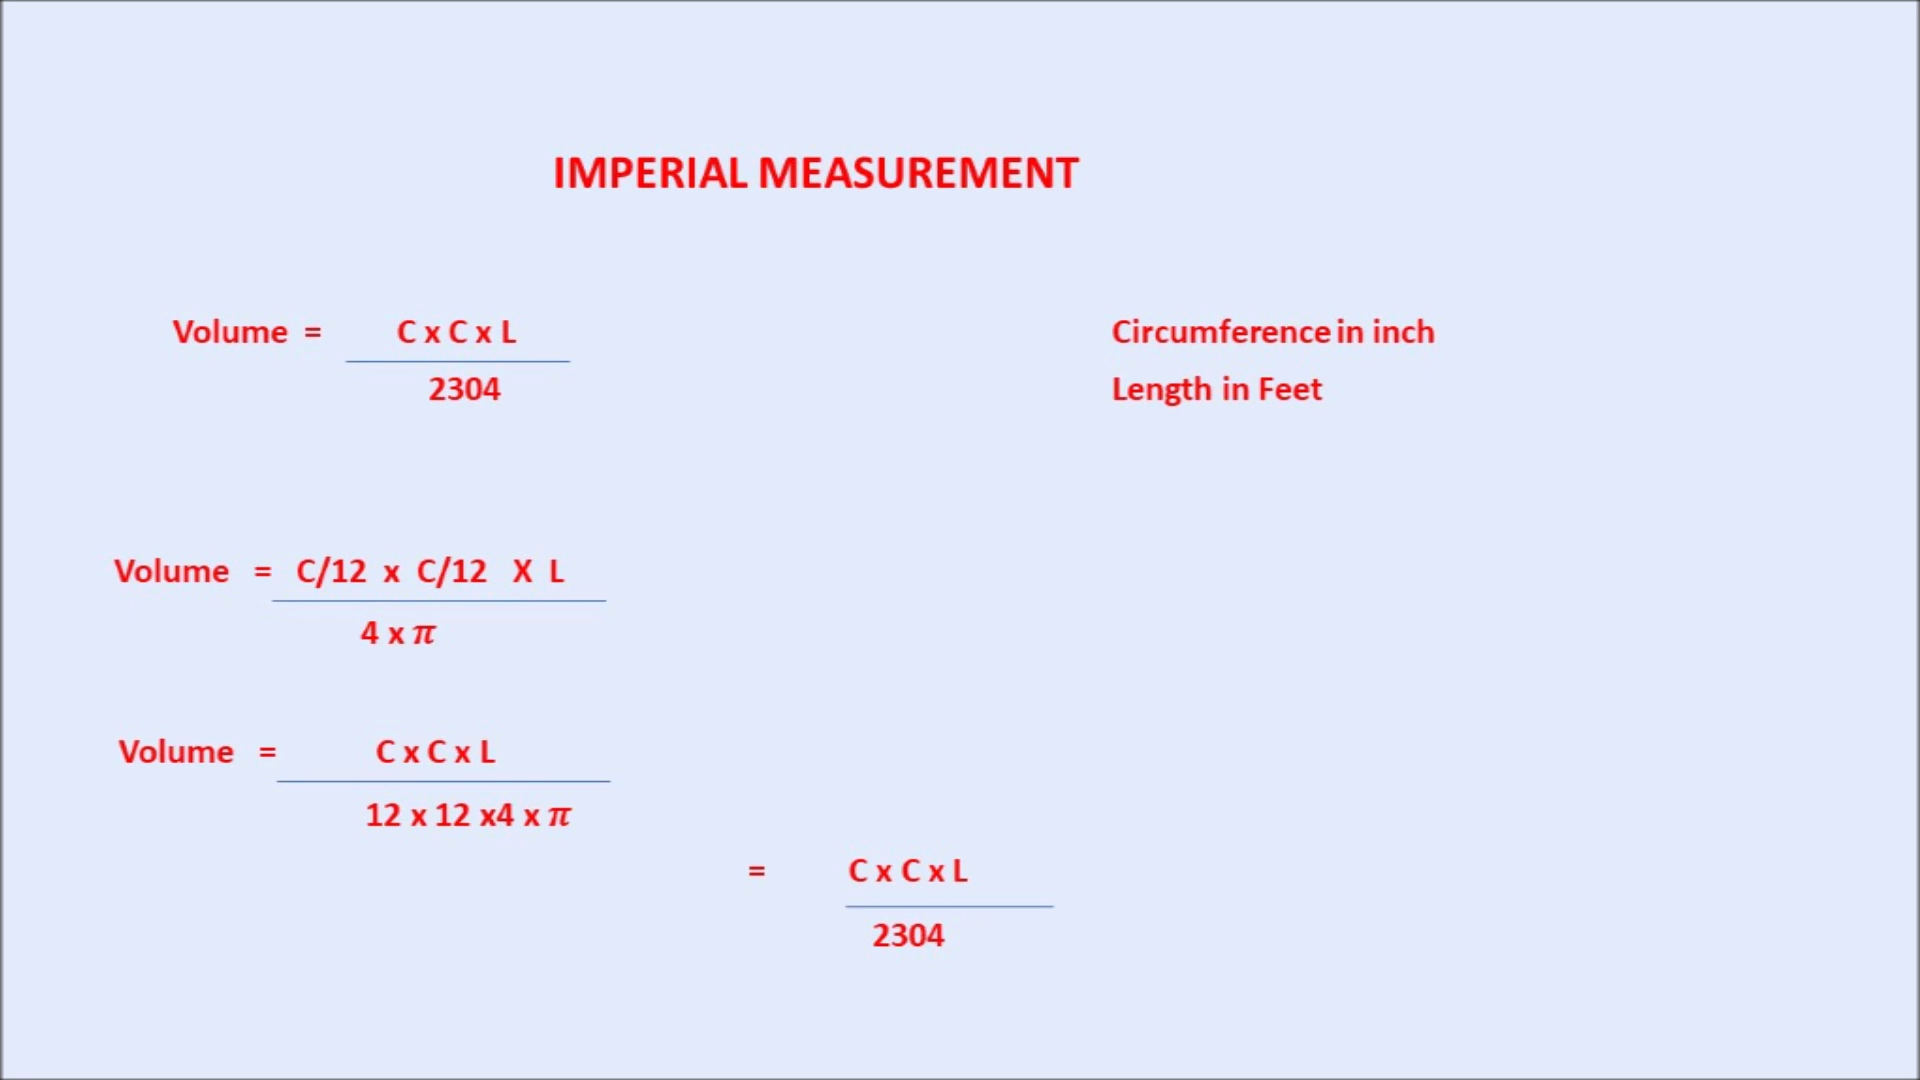 IMPERIAL MEASUREMENT
Volume = C x C x L
2304
Circumference in inch
Length in Feet
Volume = C/12 x C/12 X L
4 x π
Volume = C x C x L
12 x 12 x4 x π
= C x C x L
2304